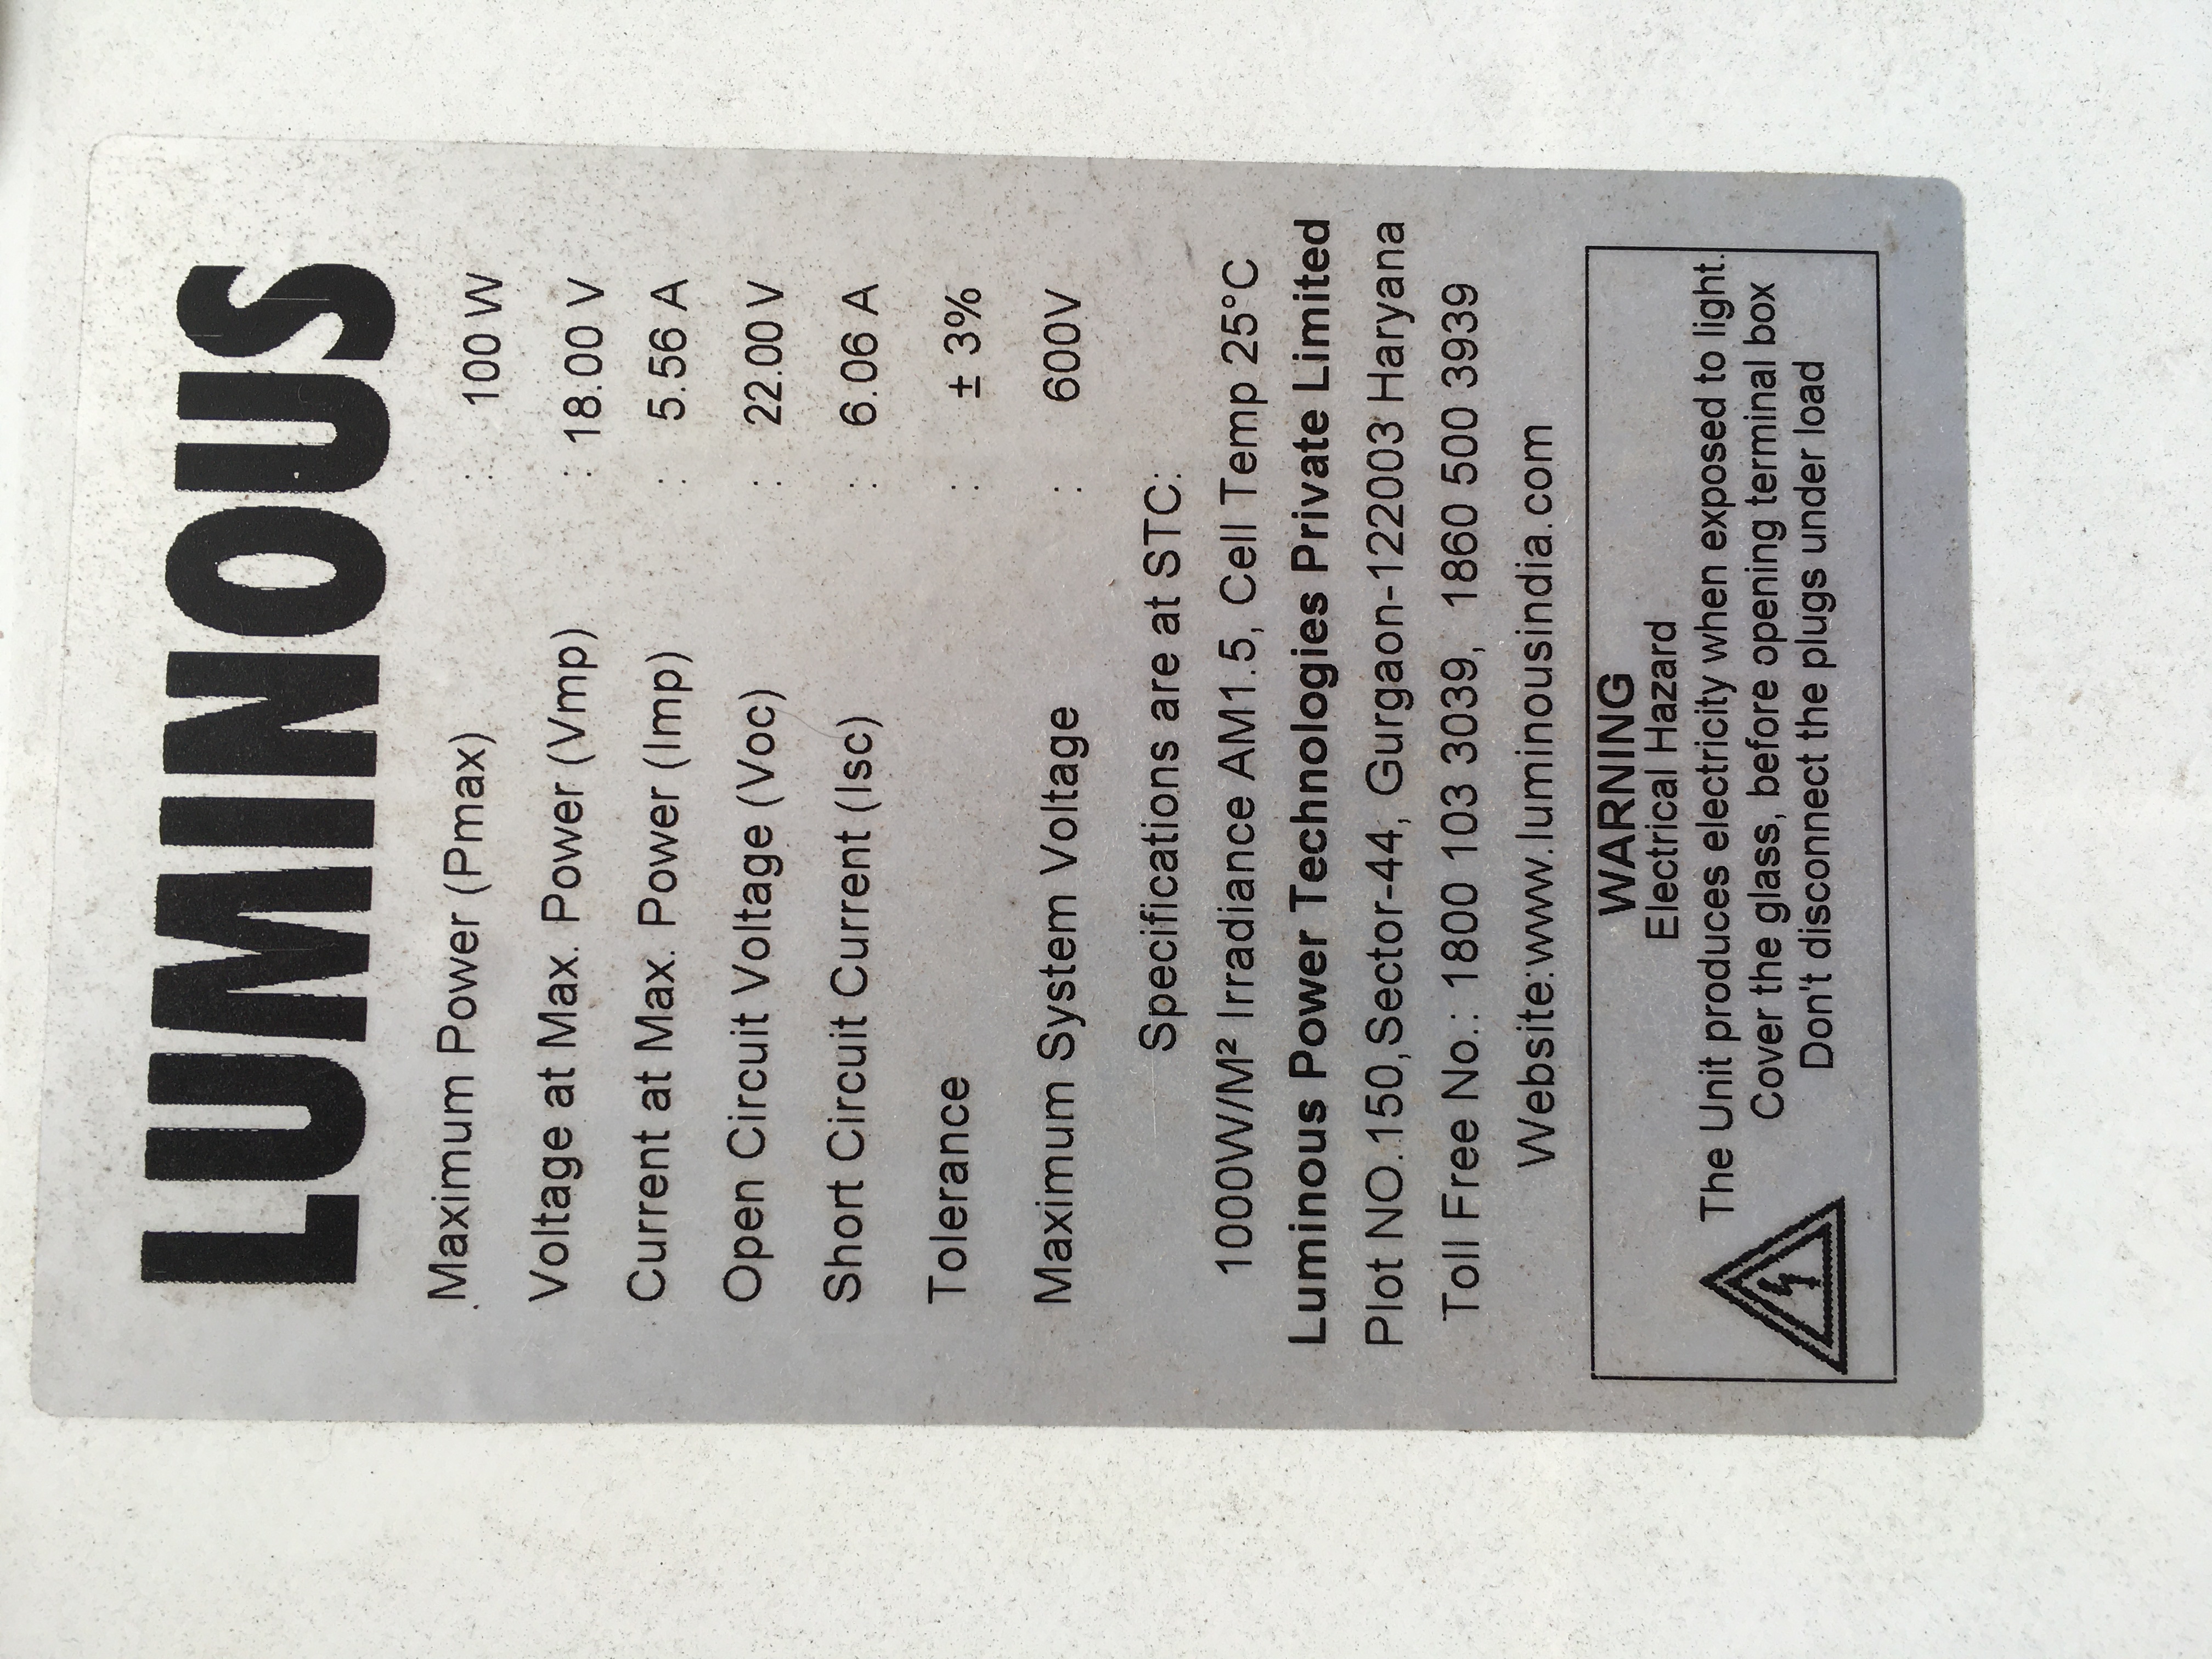 LUMINOUS
Maximum Power (Pmax) : 100 W
Voltage at Max. Power (Vmp) : 18.00 V
Current at Max. Power (Imp) : 5.56 A
Open Circuit Voltage (Voc) : 22.00 V
Short Circuit Current (Isc) : 6.06 A
Tolerance : ± 3%
Maximum System Voltage : 600V
Specifications are at STC:
1000W/M² Irradiance AM1.5, Cell Temp 25°C
Luminous Power Technologies Private Limited
Plot NO.150,Sector-44, Gurgaon-122003 Haryana
Toll Free No.: 1800 103 3039, 1860 500 3939
Website:www.luminousindia.com
WARNING
Electrical Hazard
The Unit produces electricity when exposed to light.
Cover the glass, before opening terminal box
Don't disconnect the plugs under load